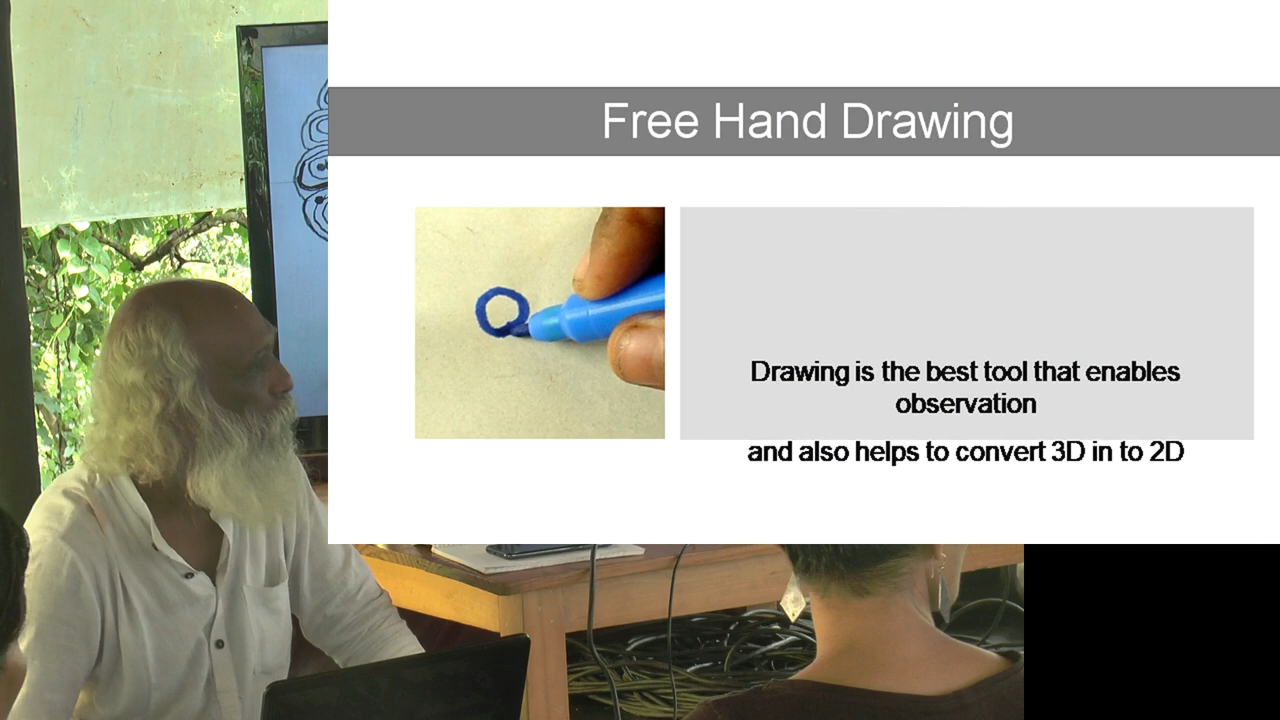 Free Hand Drawing
Drawing is the best tool that enables
observation
and also helps to convert 3D in to 2D